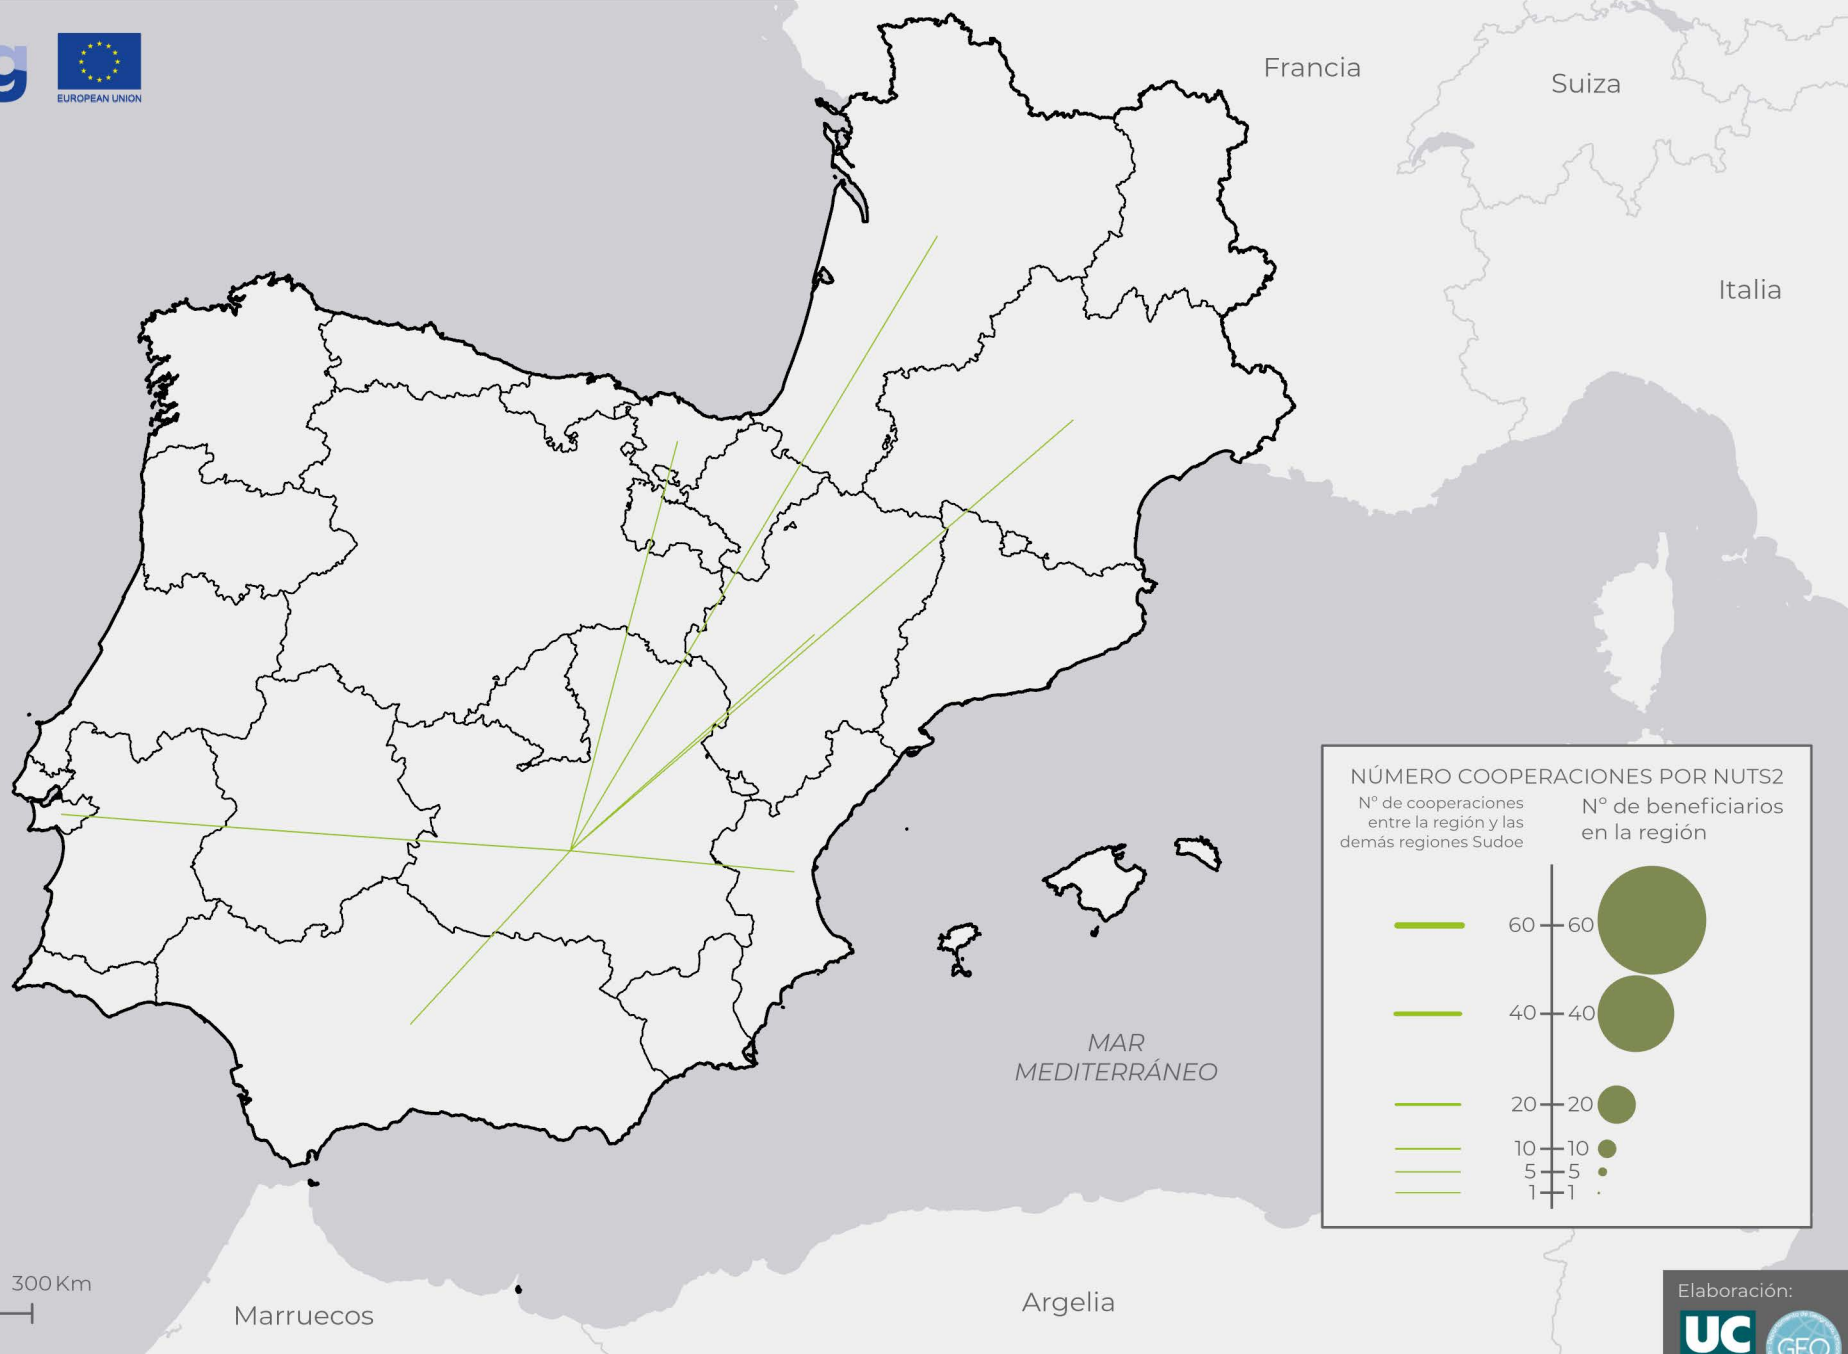 g
EUROPEAN UNION
Francia
Suiza
Italia
NÚMERO COOPERACIONES POR NUTS2
Nº de cooperaciones
entre la región y las
demás regiones Sudoe
Nº de beneficiarios
en la región
60 60
40 40
20 20
10 10
5 5
1 1
MAR
MEDITERRÁNEO
300 Km
Marruecos
Argelia
Elaboración:
UC
GEO